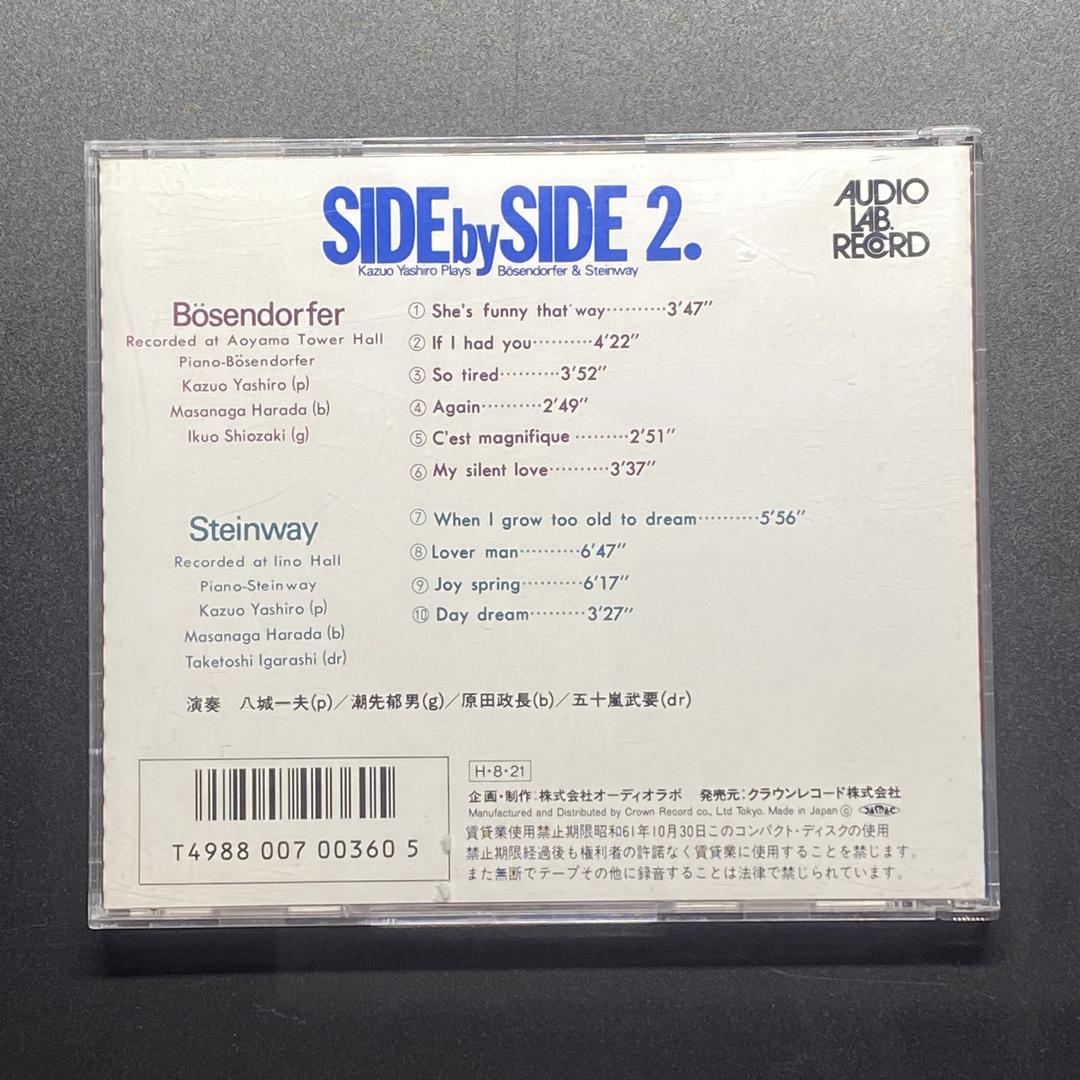 SIDE by SIDE 2.
Kazuo Yashiro Plays Bösendorfer & Steinway
AUDIO
LAB.
RECORD
Bösendorfer
Recorded at Aoyama Tower Hall
Piano-Bösendorfer
Kazuo Yashiro (p)
Masanaga Harada (b)
Ikuo Shiozaki (g)
① She's funny that way··········3'47"
② If I had you··········4'22"
③ So tired··········3'52"
④ Again··········2'49"
⑤ C'est magnifique·········2'51"
⑥ My silent love··········3'37"
Steinway
Recorded at Iino Hall
Piano-Steinway
Kazuo Yashiro (p)
Masanaga Harada (b)
Taketoshi Igarashi (dr)
⑦ When I grow too old to dream··········5'56"
⑧ Lover man··········6'47"
⑨ Joy spring··········6'17"
⑩ Day dream·········3'27"
演奏 八城一夫(p)／潮先郁男(g)／原田政長(b)／五十嵐武要(dr)
T4988 007 00360 5
H·8·21
企画・制作：株式会社オーディオラボ 発売元：クラウンレコード株式会社
Manufactured and Distributed by Crown Record co., Ltd Tokyo. Made in Japan ⓒ JASRAC
賃貸業使用禁止期限昭和61年10月30日このコンパクト・ディスクの使用
禁止期限経過後も権利者の許諾なく賃貸業に使用することを禁じます。
また無断でテープその他に録音することは法律で禁じられています。